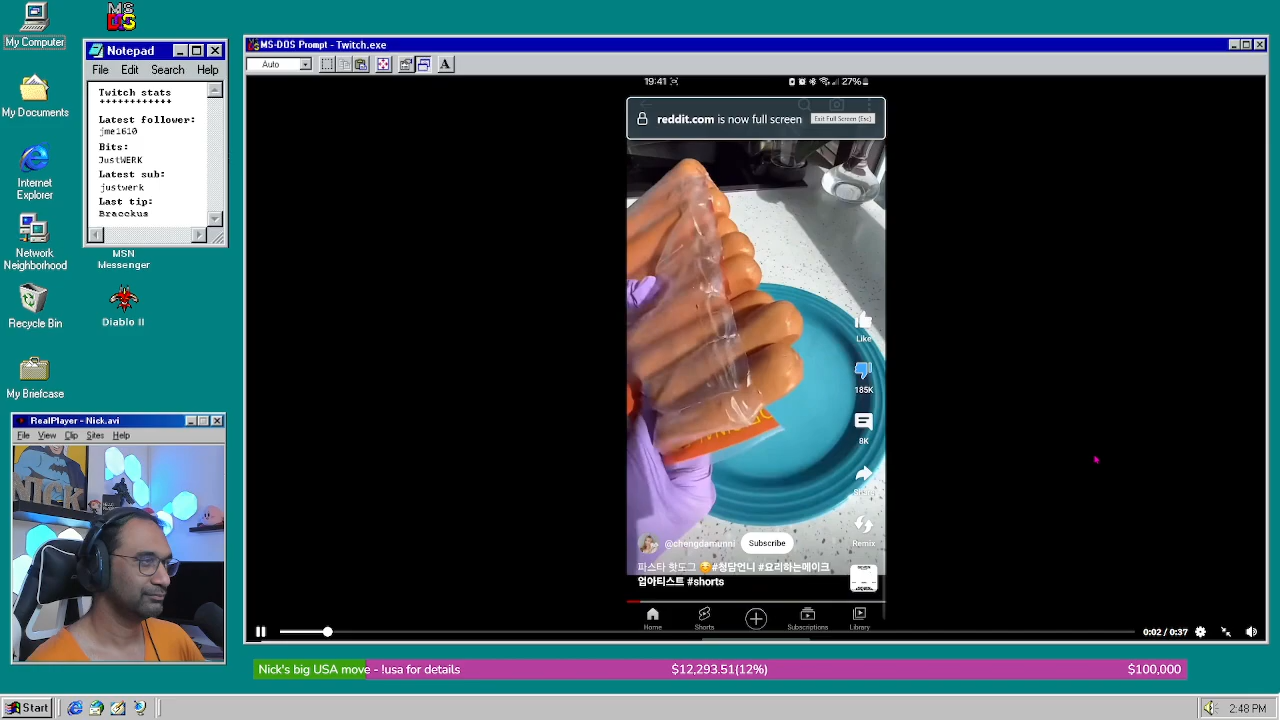 My Computer
MS
DOS
Notepad
File Edit Search Help
Twitch stats
************
Latest follower:
jme1610
Bits:
JustWERK
Latest sub:
justwerk
Last tip:
Bracckus
My Documents
Internet
Explorer
Network
Neighborhood
MSN
Messenger
Recycle Bin
Diablo II
My Briefcase
RealPlayer - Nick.avi
File View Clip Sites Help
NICK
MS-DOS Prompt - Twitch.exe
Auto
A
19:41
27%
reddit.com is now full screen
Exit Full Screen (Esc)
Like
185K
8K
Share
Remix
@chengdamunni
Subscribe
파스타 핫도그 😋#청담언니 #요리하는메이크
업아티스트 #shorts
Home Shorts Subscriptions Library
0:02 / 0:37
Nick's big USA move - !usa for details $12,293.51(12%) $100,000
Start
2:48 PM